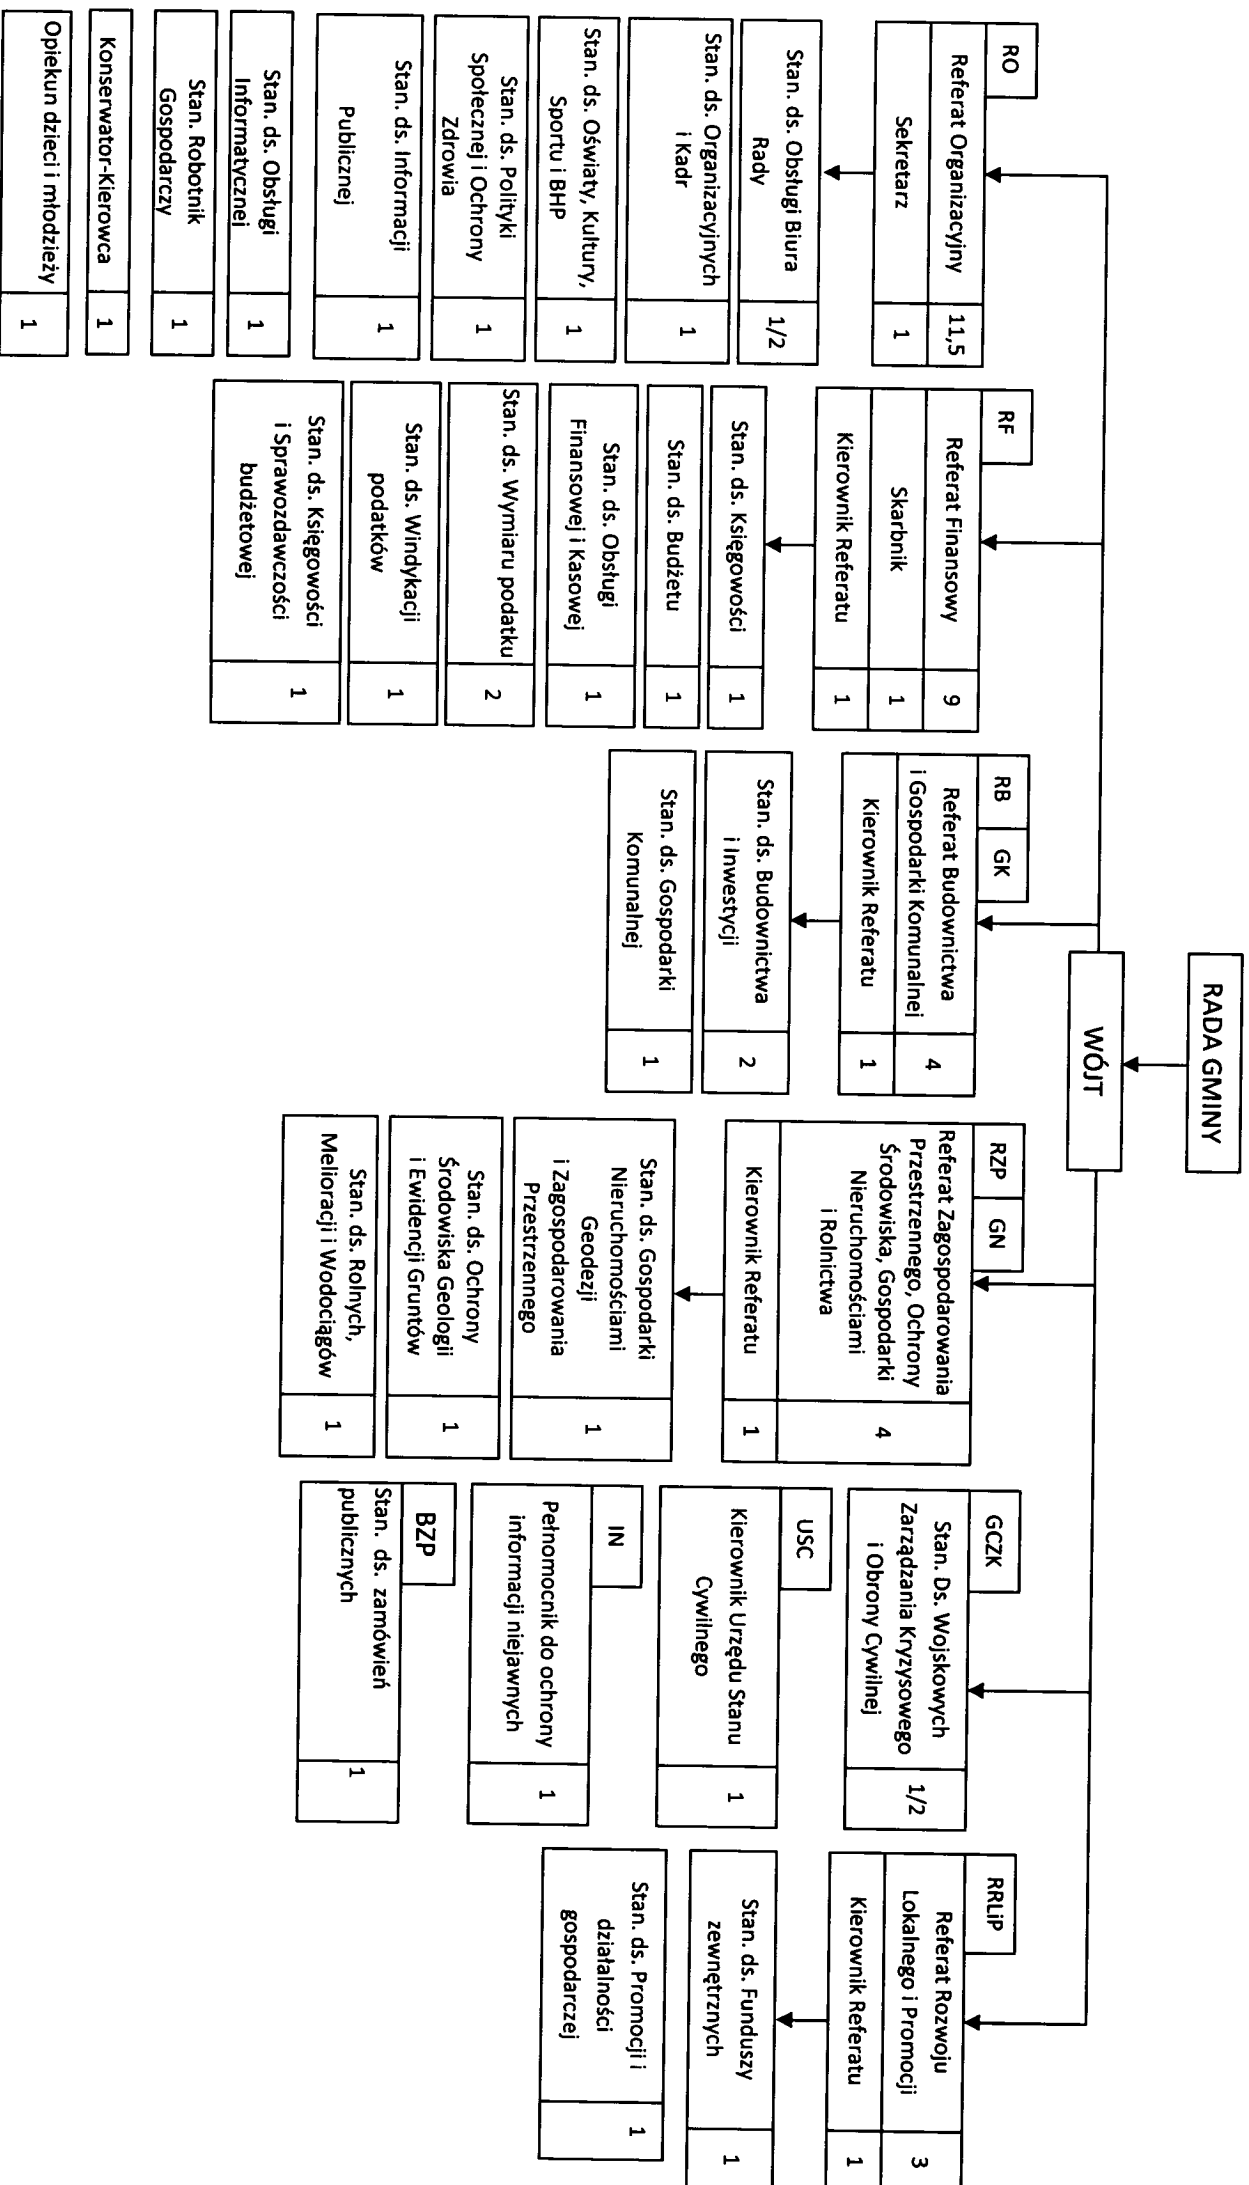 RADA GMINY
WÓJT
RO
Referat Organizacyjny
11,5
Sekretarz
1
Stan. ds. Obsługi Biura
Rady
1/2
Stan. ds. Organizacyjnych
i Kadr
1
Stan. ds. Oświaty, Kultury,
Sportu i BHP
1
Stan. ds. Polityki
Społecznej i Ochrony
Zdrowia
1
Stan. ds. Informacji
Publicznej
1
Stan. ds. Obsługi
Informatycznej
1
Stan. Robotnik
Gospodarczy
1
Konserwator-Kierowca
1
Opiekun dzieci i młodzieży
1
RF
Referat Finansowy
9
Skarbnik
1
Kierownik Referatu
1
Stan. ds. Księgowości
1
Stan. ds. Budżetu
1
Stan. ds. Obsługi
Finansowej i Kasowej
1
Stan. ds. Wymiaru podatku
2
Stan. ds. Windykacji
podatków
1
Stan. ds. Księgowości
i Sprawozdawczości
budżetowej
1
RB
GK
Referat Budownictwa
i Gospodarki Komunalnej
4
Kierownik Referatu
1
Stan. ds. Budownictwa
i Inwestycji
2
Stan. ds. Gospodarki
Komunalnej
1
RZP
GN
Referat Zagospodarowania
Przestrzennego, Ochrony
Środowiska, Gospodarki
Nieruchomościami
i Rolnictwa
4
Kierownik Referatu
1
Stan. ds. Gospodarki
Nieruchomościami
Geodezji
i Zagospodarowania
Przestrzennego
1
Stan. ds. Ochrony
Środowiska Geologii
i Ewidencji Gruntów
1
Stan. ds. Rolnych,
Melioracji i Wodociągów
1
GCZK
Stan. Ds. Wojskowych
Zarządzania Kryzysowego
i Obrony Cywilnej
1/2
USC
Kierownik Urzędu Stanu
Cywilnego
1
IN
Pełnomocnik do ochrony
informacji niejawnych
1
BZP
Stan. ds. zamówień
publicznych
1
RRLiP
Referat Rozwoju
Lokalnego i Promocji
3
Kierownik Referatu
1
Stan. ds. Funduszy
zewnętrznych
1
Stan. ds. Promocji i
działalności
gospodarczej
1